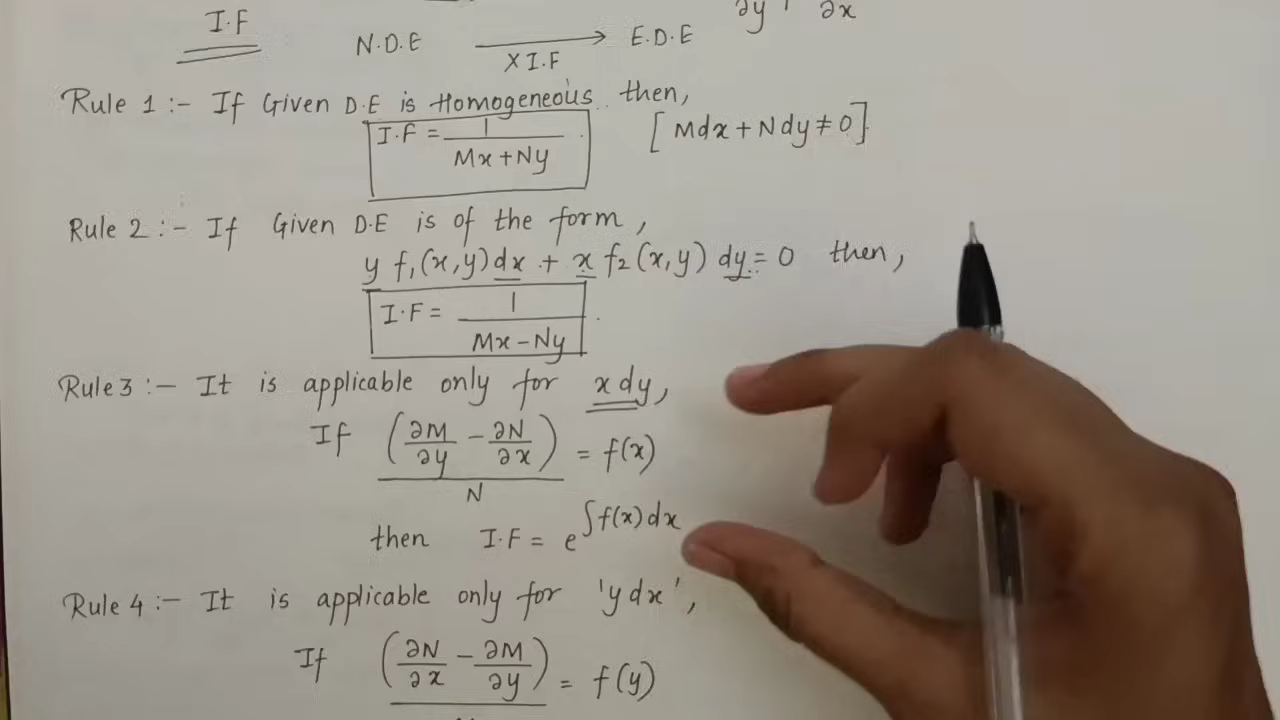 ∂y ∂x
I.F
N.D.E ⟶ E.D.E
X I.F
Rule 1 :- If Given D.E is Homogeneous then,
I.F = 1/(Mx + Ny) [Mdx + Ndy ≠ 0]
Rule 2 :- If Given D.E is of the form,
y f₁(x,y) dx + x f₂(x,y) dy = 0 then,
I.F = 1/(Mx - Ny)
Rule 3 :- It is applicable only for x dy,
If (∂M/∂y - ∂N/∂x)/N = f(x)
then I.F = e^∫f(x)dx
Rule 4 :- It is applicable only for 'y dx',
If (∂N/∂x - ∂M/∂y) = f(y)